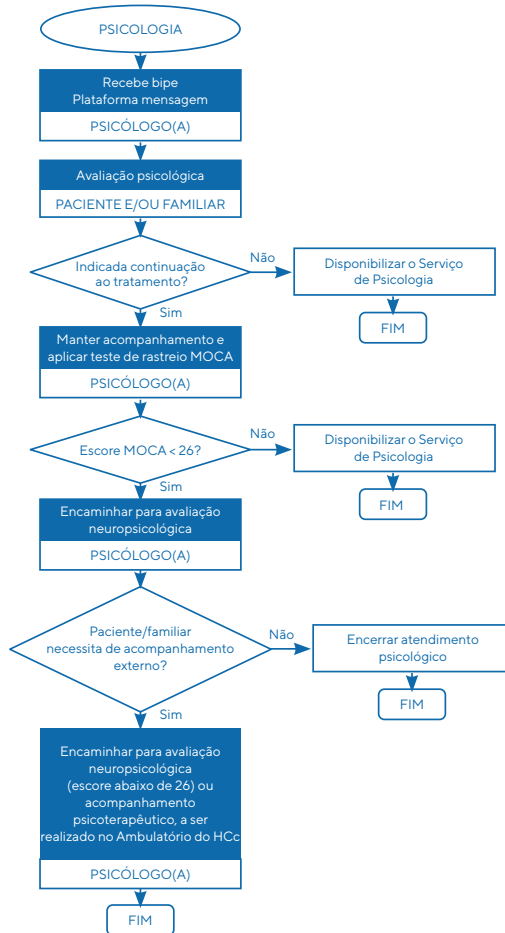 PSICOLOGIA
Recebe bipe
Plataforma mensagem
PSICÓLOGO(A)
Avaliação psicológica
PACIENTE E/OU FAMILIAR
Indicada continuação
ao tratamento?
Não
Disponibilizar o Serviço
de Psicologia
FIM
Sim
Manter acompanhamento e
aplicar teste de rastreio MOCA
PSICÓLOGO(A)
Escore MOCA < 26?
Não
Disponibilizar o Serviço
de Psicologia
FIM
Sim
Encaminhar para avaliação
neuropsicológica
PSICÓLOGO(A)
Paciente/familiar
necessita de acompanhamento
externo?
Não
Encerrar atendimento
psicológico
FIM
Sim
Encaminhar para avaliação
neuropsicológica
(escore abaixo de 26) ou
acompanhamento
psicoterapêutico, a ser
realizado no Ambulatório do HCc
PSICÓLOGO(A)
FIM